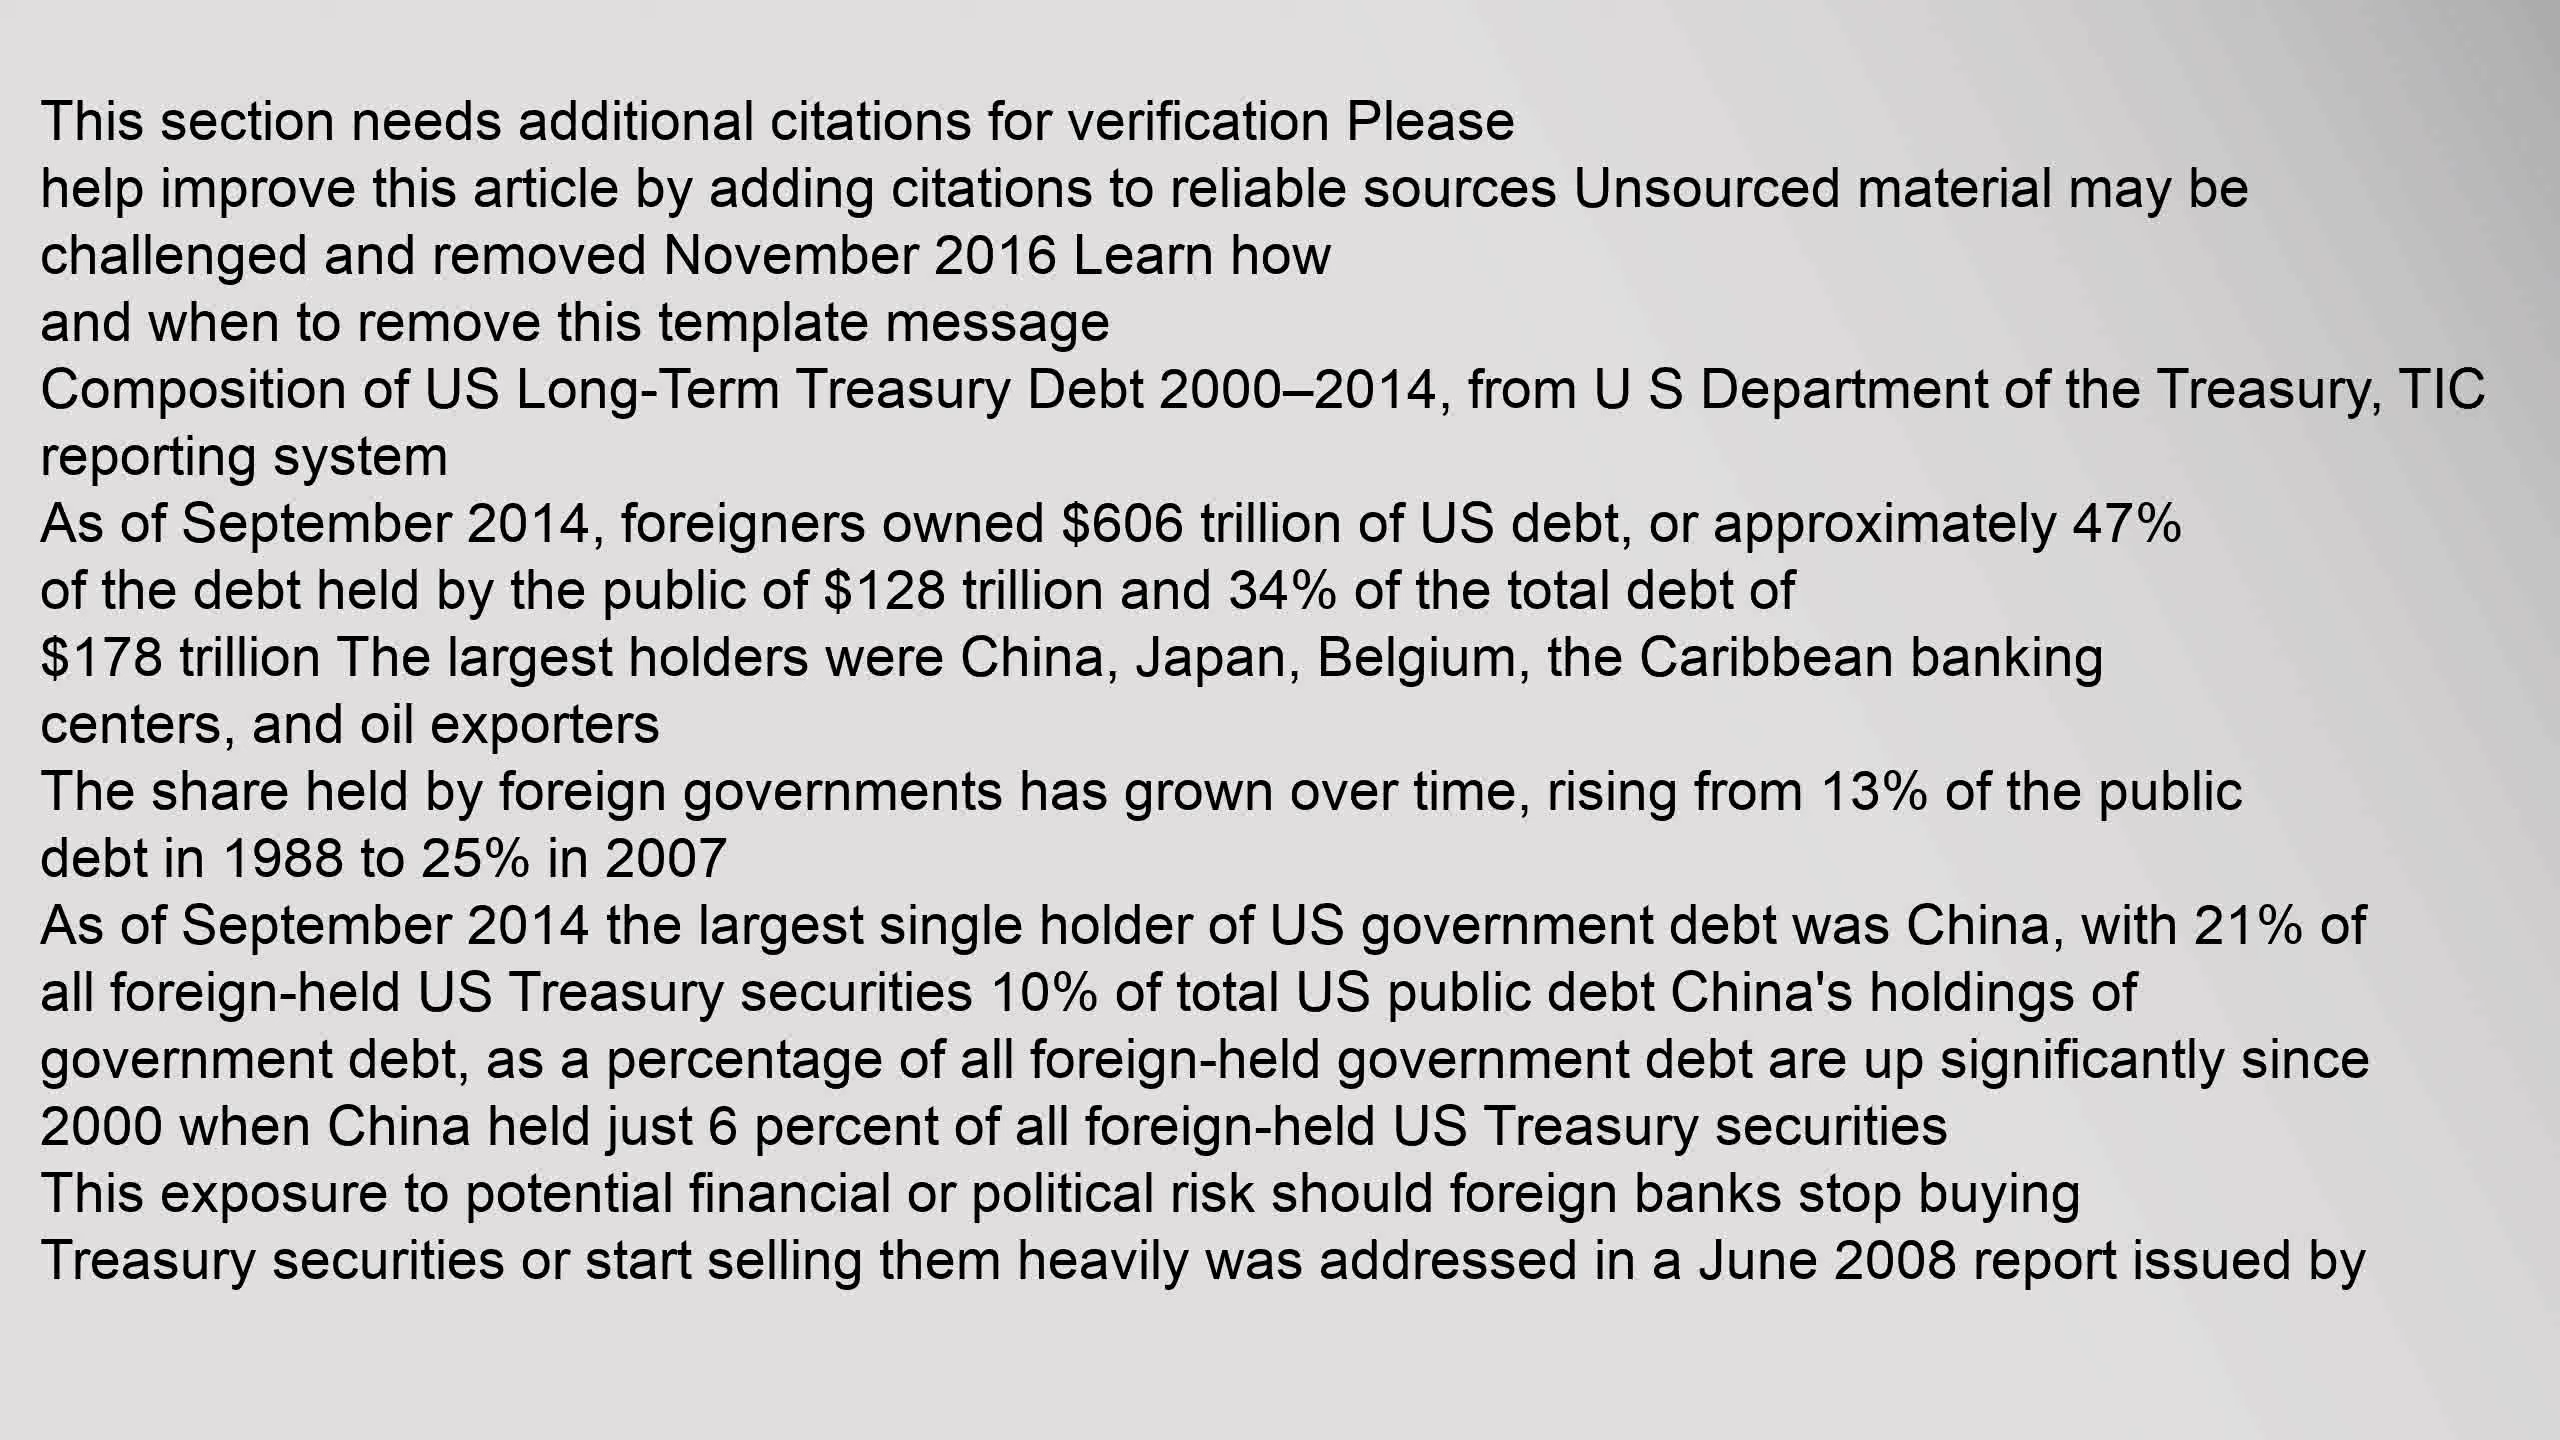 This section needs additional citations for verification Please
help improve this article by adding citations to reliable sources Unsourced material may be
challenged and removed November 2016 Learn how
and when to remove this template message
Composition of US Long-Term Treasury Debt 2000–2014, from U S Department of the Treasury, TIC
reporting system
As of September 2014, foreigners owned $606 trillion of US debt, or approximately 47%
of the debt held by the public of $128 trillion and 34% of the total debt of
$178 trillion The largest holders were China, Japan, Belgium, the Caribbean banking
centers, and oil exporters
The share held by foreign governments has grown over time, rising from 13% of the public
debt in 1988 to 25% in 2007
As of September 2014 the largest single holder of US government debt was China, with 21% of
all foreign-held US Treasury securities 10% of total US public debt China's holdings of
government debt, as a percentage of all foreign-held government debt are up significantly since
2000 when China held just 6 percent of all foreign-held US Treasury securities
This exposure to potential financial or political risk should foreign banks stop buying
Treasury securities or start selling them heavily was addressed in a June 2008 report issued by